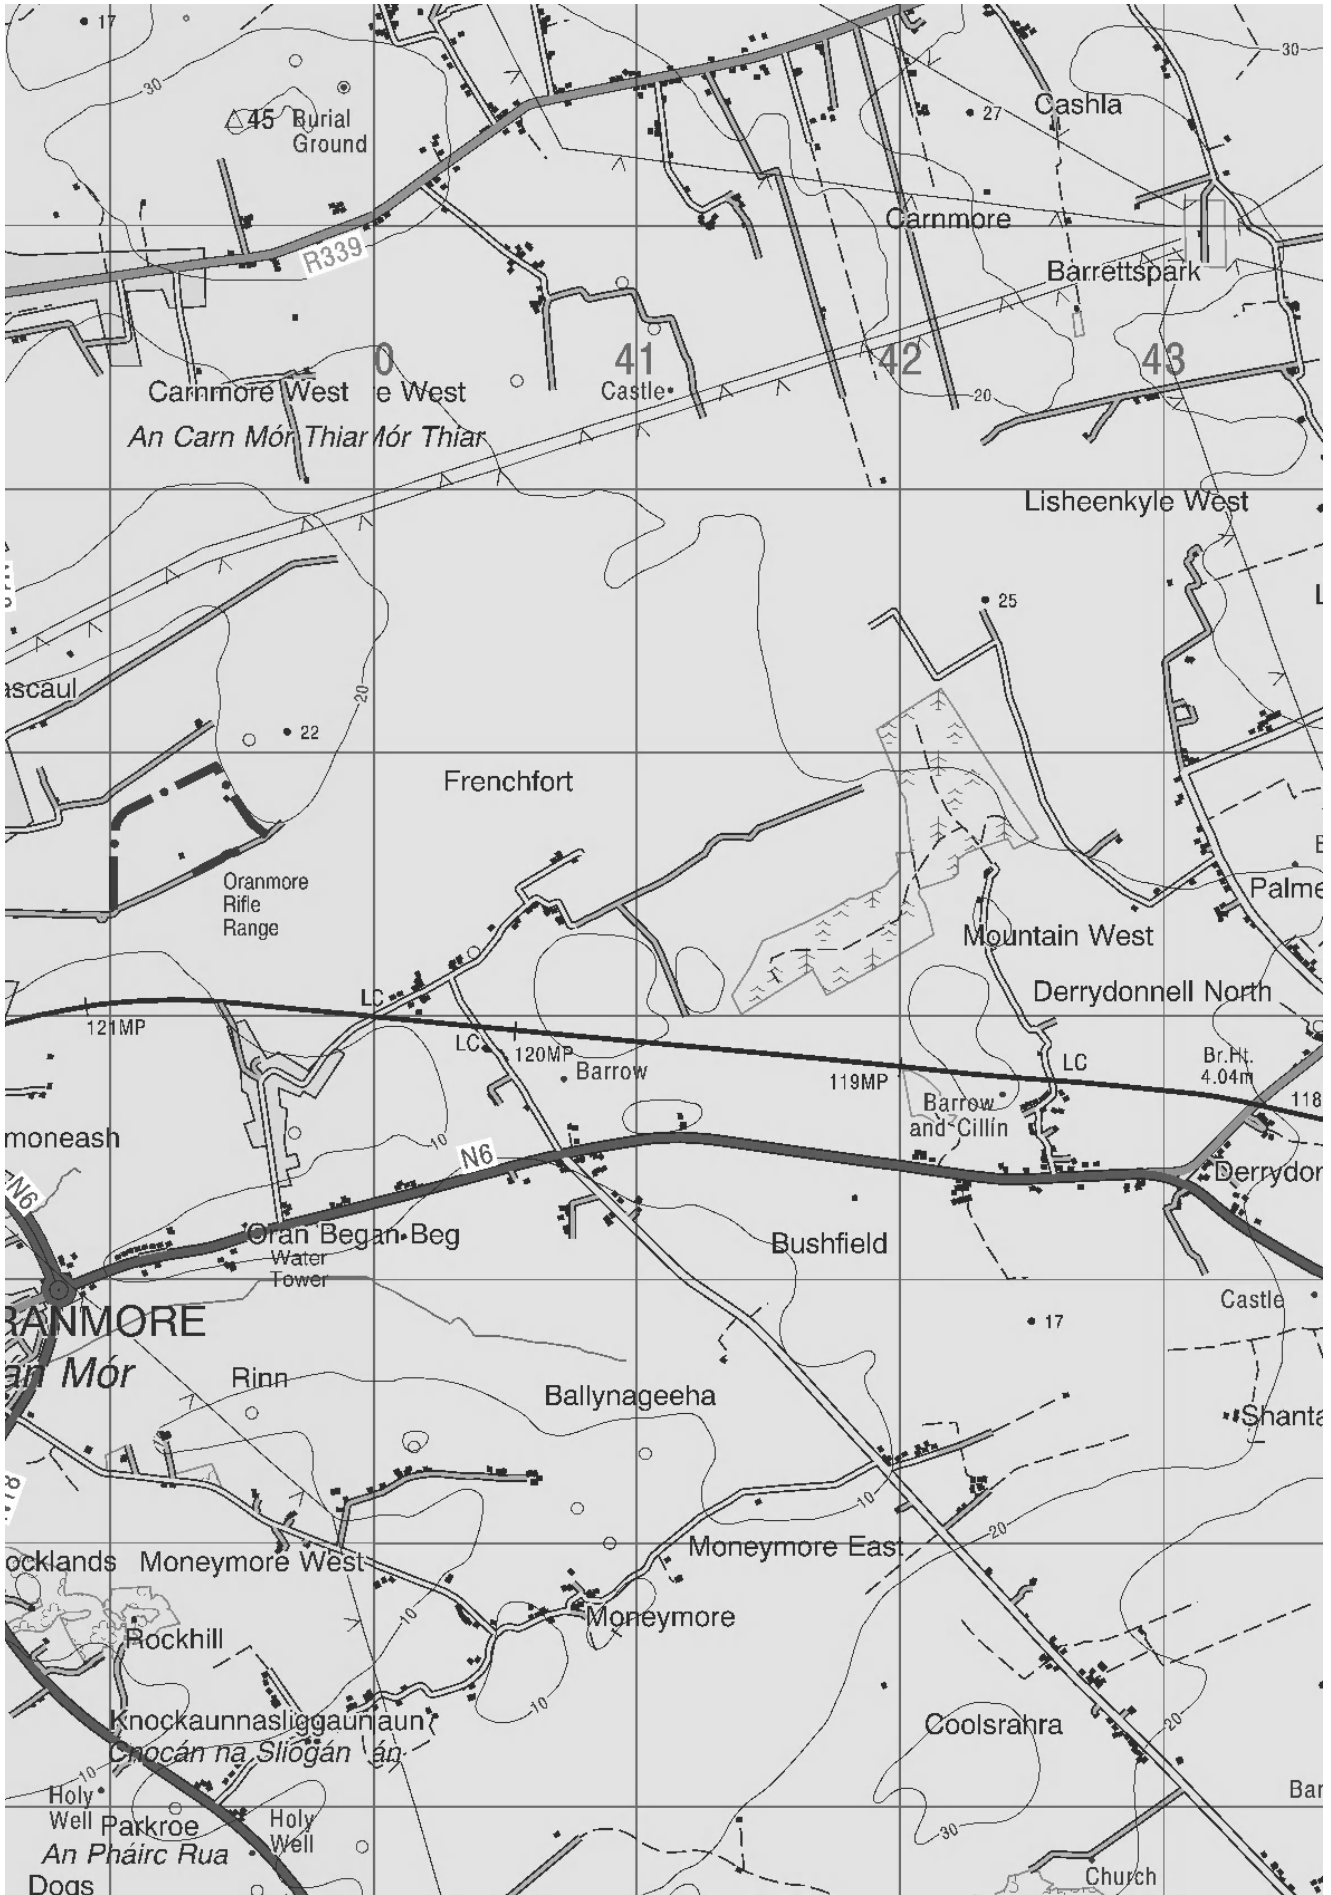 17
30
30
45 Burial
Ground
27
Cashla
Carnmore
R339
Barrettspark
0
41
42
43
Carnmore West
e West
Castle
20
An Carn Mór Thiar
Mór Thiar
Lisheenkyle West
25
ascaul
20
22
Frenchfort
Oranmore
Rifle
Range
Palme
Mountain West
Derrydonnell North
LC
121MP
LC
120MP
Barrow
119MP
LC
Br.Ht.
4.04m
118
Barrow
and Cillín
moneash
10
N6
N6
Derrydor
Oran Began-Beg
Water
Tower
Bushfield
Castle
17
RANMORE
án Mór
Rinn
Ballynageeha
Shanta
10
20
Moneymore East
ocklands
Moneymore West
10
Moneymore
Rockhill
10
Knockaunnasliggaun
aun
Cnocán na Sliogán
án
Coolsrahra
20
10
Holy
Well
Parkroe
Holy
Well
An Pháirc Rua
30
Bar
Church
Dogs